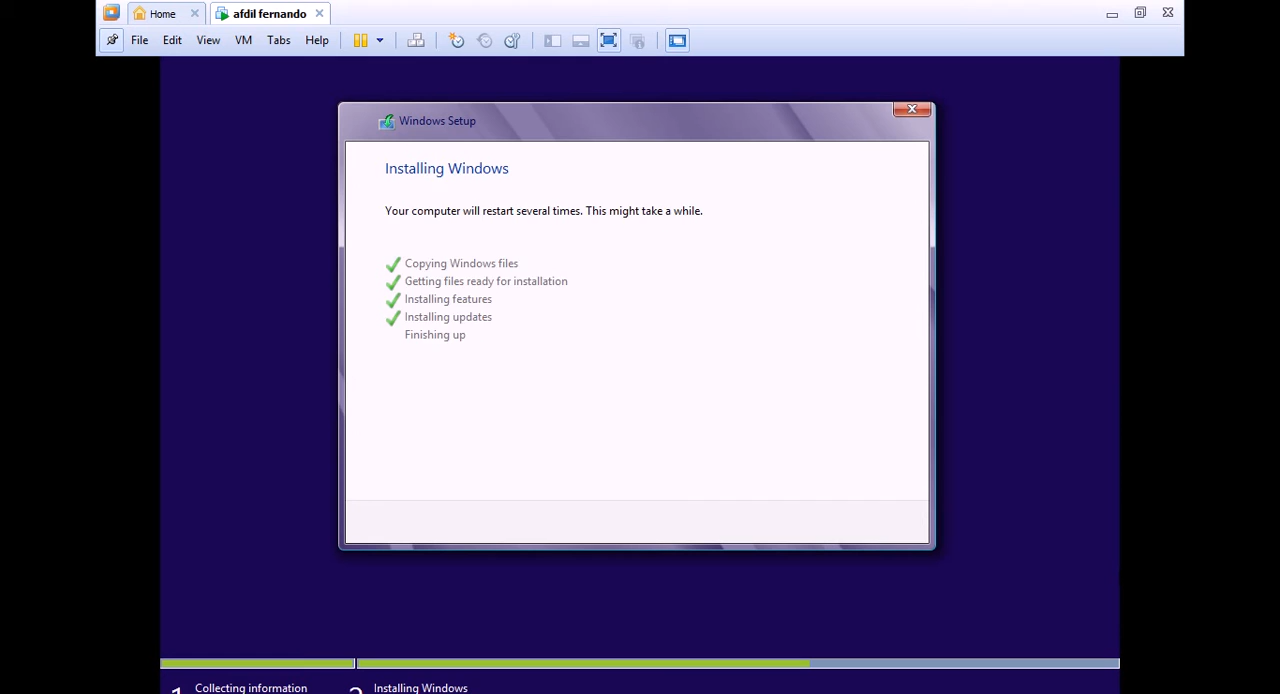 Home
afdil fernando
File Edit View VM Tabs Help
Windows Setup
Installing Windows
Your computer will restart several times. This might take a while.
Copying Windows files
Getting files ready for installation
Installing features
Installing updates
Finishing up
1 Collecting information
2 Installing Windows